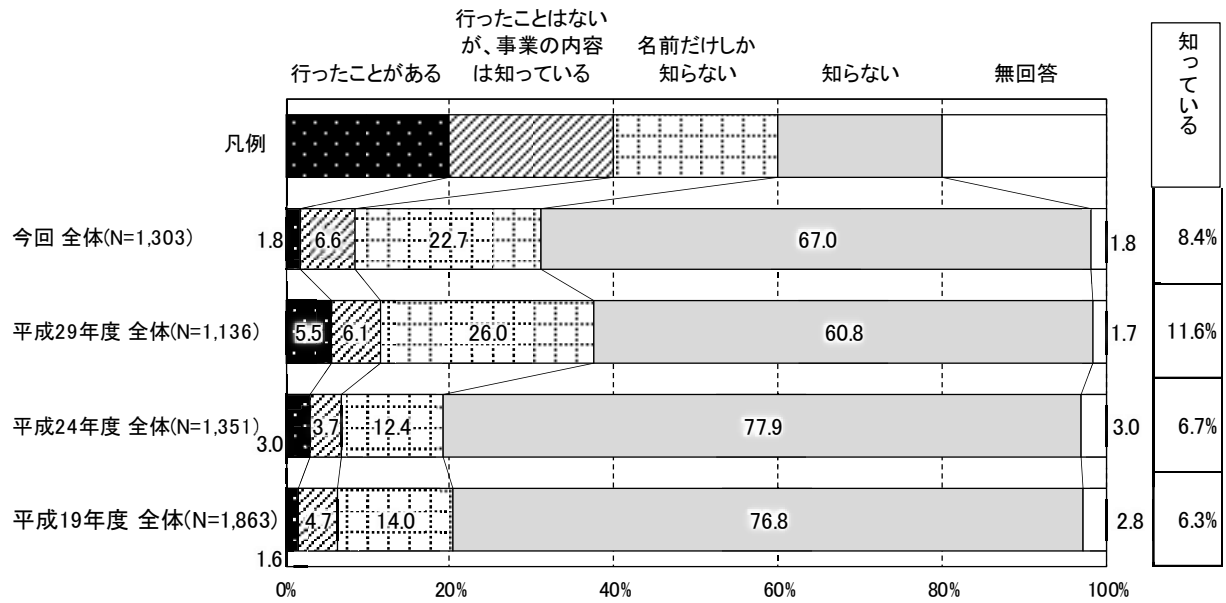 行ったことがある
行ったことはない
が、事業の内容
は知っている
名前だけしか
知らない
知らない
無回答
知っている
凡例
今回 全体(N=1,303)
1.8
6.6
22.7
67.0
1.8
8.4%
平成29年度 全体(N=1,136)
5.5
6.1
26.0
60.8
1.7
11.6%
平成24年度 全体(N=1,351)
3.0
3.7
12.4
77.9
3.0
6.7%
平成19年度 全体(N=1,863)
1.6
4.7
14.0
76.8
2.8
6.3%
0%
20%
40%
60%
80%
100%